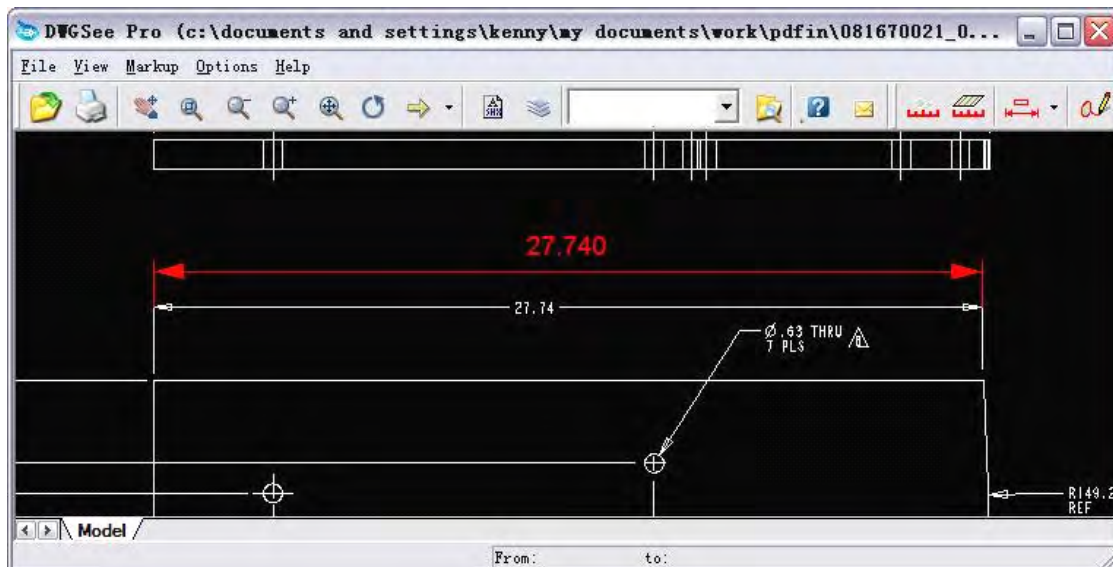 DWGSee Pro (c:\documents and settings\kenny\my documents\work\pdfin\081670021_0...
File View Markup Options Help
SHX
27.740
27.74
Ø.63 THRU
7 PLS
R149.2
REF
Model
From: to: